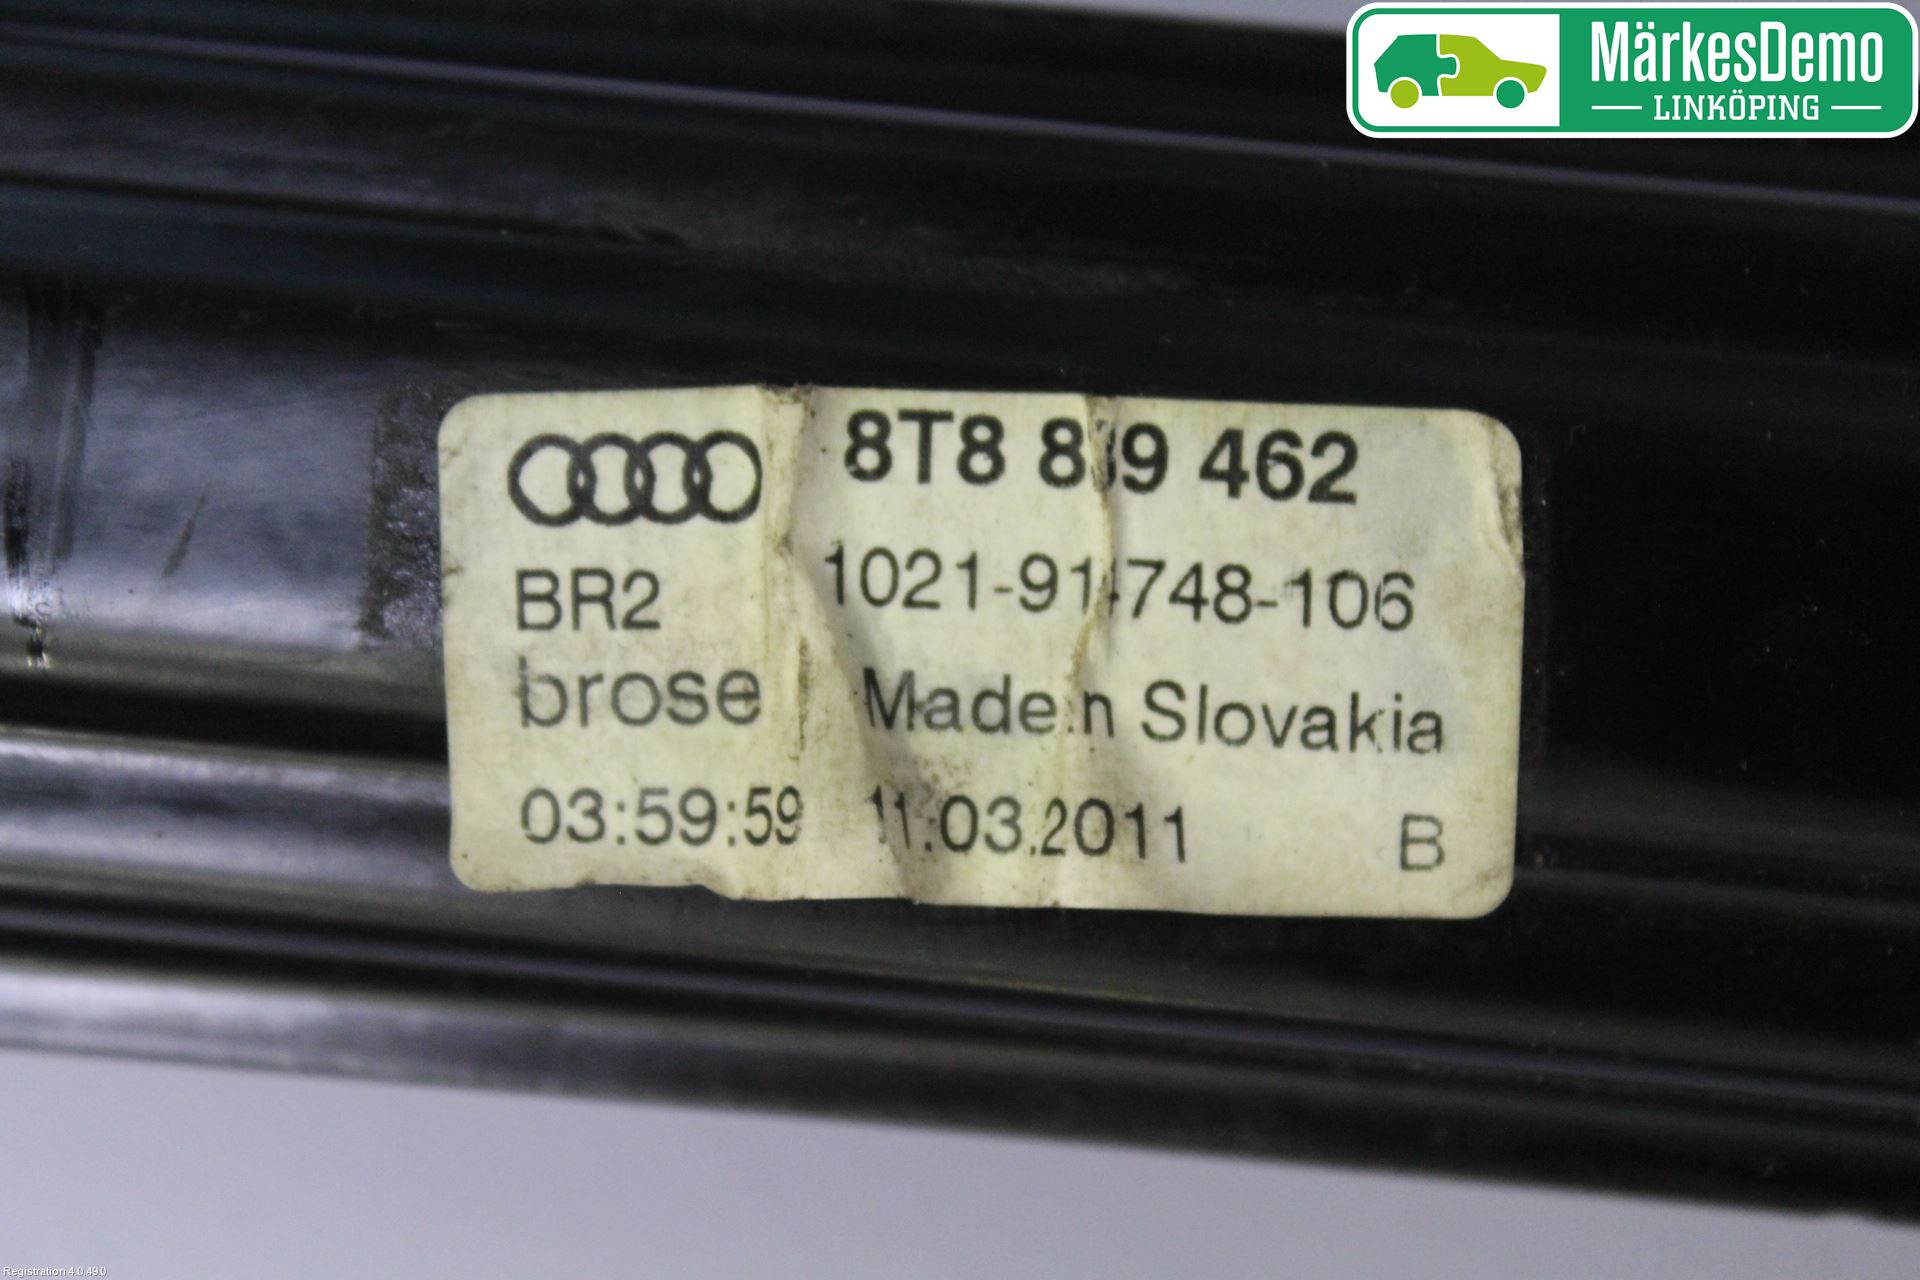 MärkesDemo
LINKÖPING
8T8 839 462
BR2 1021-914748-106
brose Made in Slovakia
03:59:59 11.03.2011 B
Registration 4.0.49.0